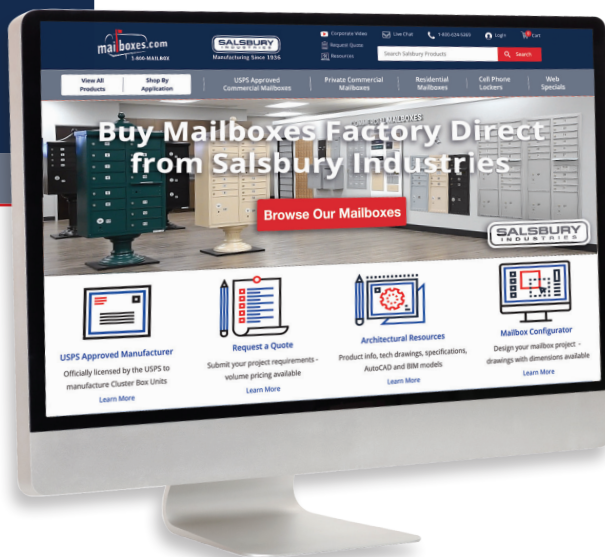 mailboxes.com
1-800-MAILBOX
SALSBURY
INDUSTRIES
Manufacturing Since 1936
Corporate Video
Live Chat
1-800-624-5269
Login
Cart
Request Quote
Resources
Search Salsbury Products
Search
View All
Products
Shop By
Application
USPS Approved
Commercial Mailboxes
Private Commercial
Mailboxes
Residential
Mailboxes
Cell Phone
Lockers
Web
Specials
Buy Mailboxes Factory Direct
from Salsbury Industries
Browse Our Mailboxes
SALSBURY
INDUSTRIES
USPS Approved Manufacturer
Officially licensed by the USPS to
manufacture Cluster Box Units
Learn More
Request a Quote
Submit your project requirements -
volume pricing available
Learn More
Architectural Resources
Product info, tech drawings, specifications,
AutoCAD and BIM models
Learn More
Mailbox Configurator
Design your mailbox project -
drawings with dimensions available
Learn More